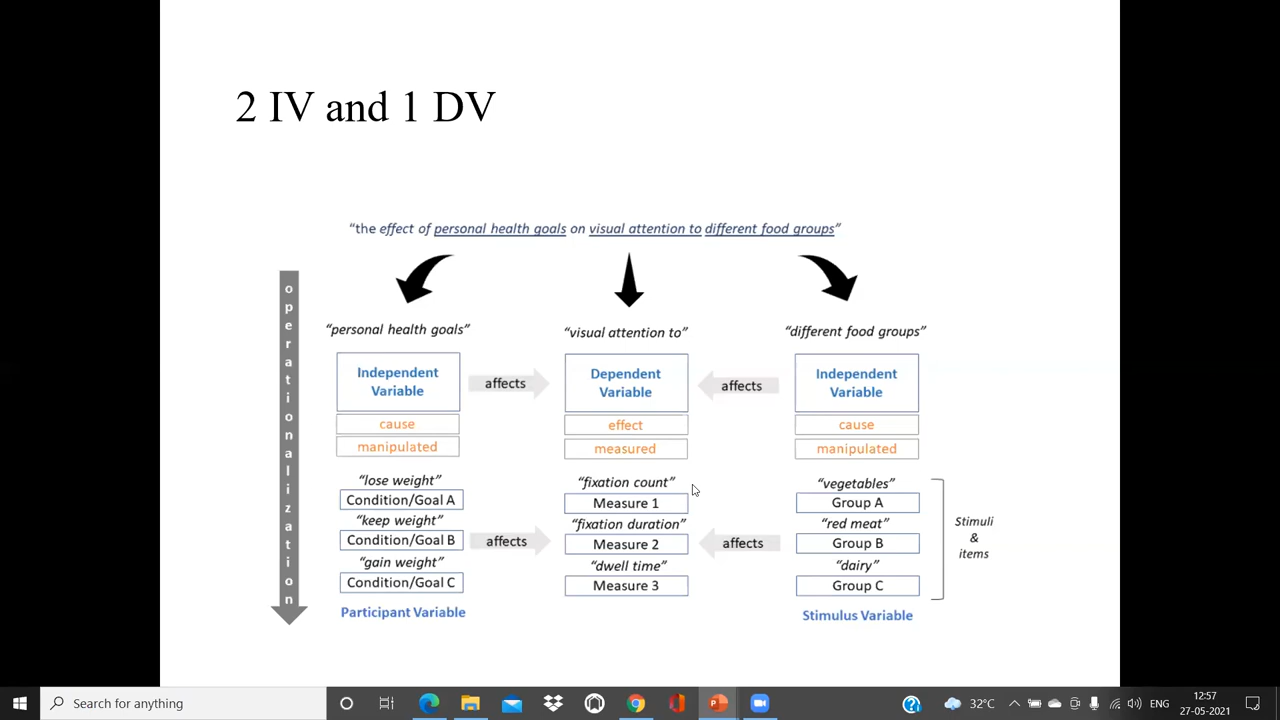 2 IV and 1 DV
“the effect of personal health goals on visual attention to different food groups”
operationalization
“personal health goals”
“visual attention to”
“different food groups”
Independent
Variable
affects
Dependent
Variable
affects
Independent
Variable
cause
effect
cause
manipulated
measured
manipulated
“lose weight”
“fixation count”
“vegetables”
Condition/Goal A
Measure 1
Group A
“keep weight”
“fixation duration”
“red meat”
Condition/Goal B
affects
Measure 2
affects
Group B
“gain weight”
“dwell time”
“dairy”
Condition/Goal C
Measure 3
Group C
Stimuli
&
items
Participant Variable
Stimulus Variable
Search for anything
32°C
ENG
12:57
27-05-2021